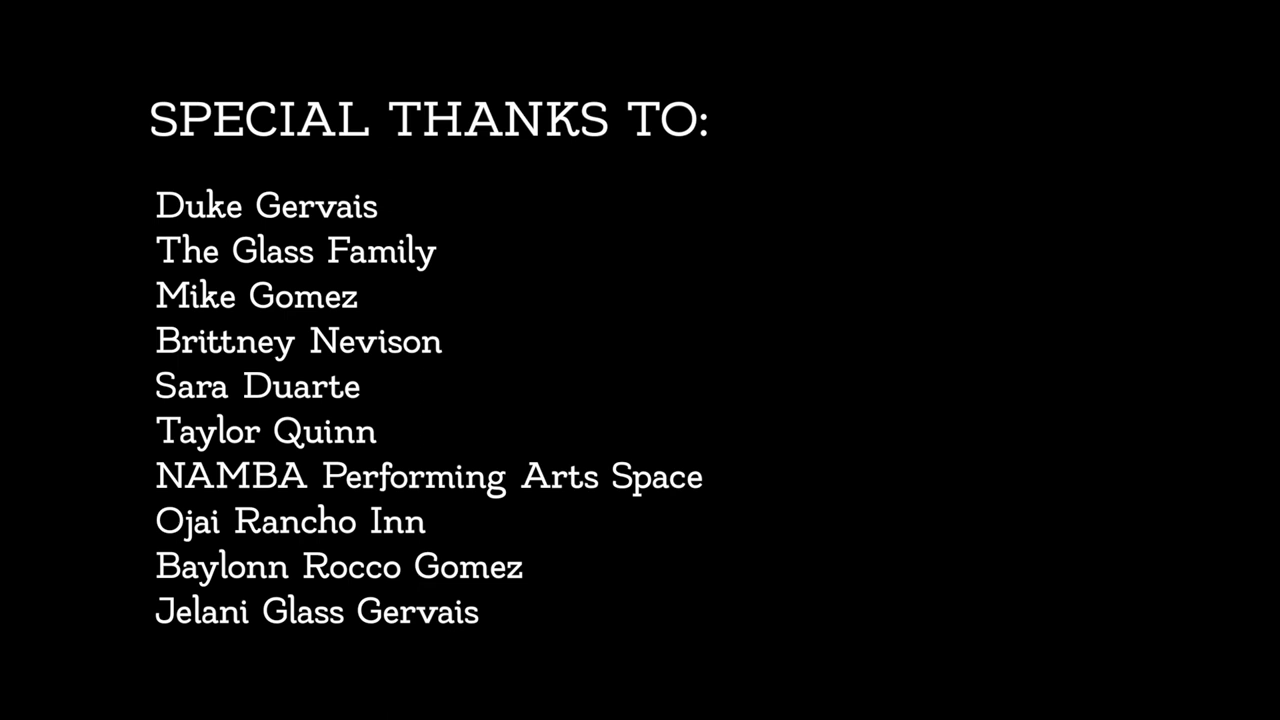 SPECIAL THANKS TO:
Duke Gervais
The Glass Family
Mike Gomez
Brittney Nevison
Sara Duarte
Taylor Quinn
NAMBA Performing Arts Space
Ojai Rancho Inn
Baylonn Rocco Gomez
Jelani Glass Gervais